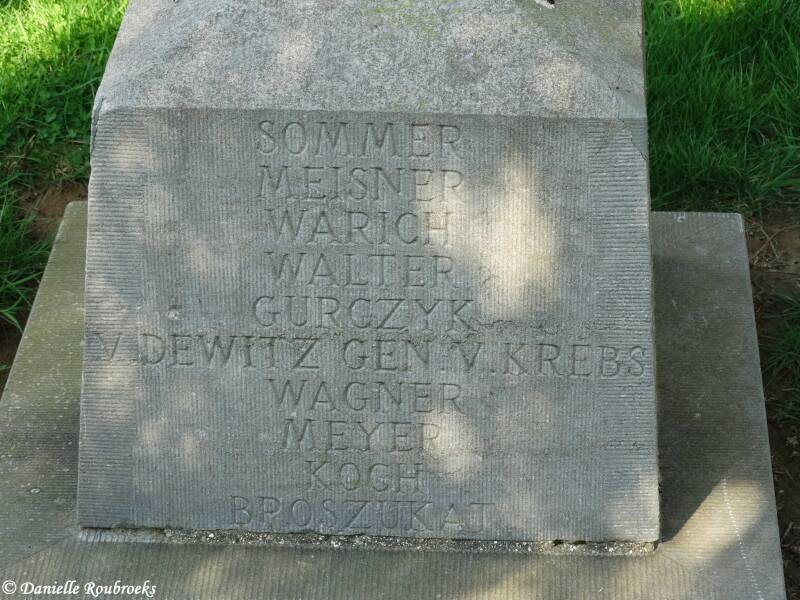 SOMMER
MEISNER
WARICH
WALTER
GURCZYK
V. DEWITZ GEN. V. KREBS
WAGNER
MEYER
KOCH
BROSZUKAT
© Danielle Roubroeks